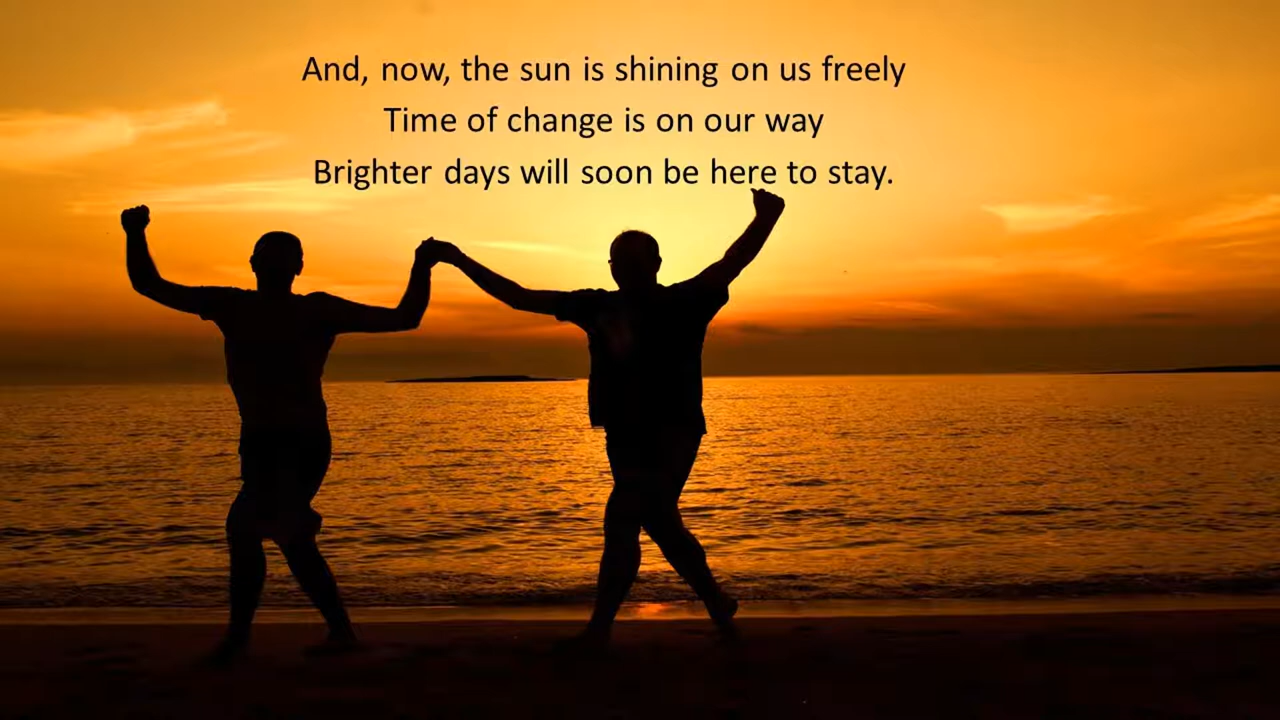 And, now, the sun is shining on us freely
Time of change is on our way
Brighter days will soon be here to stay.